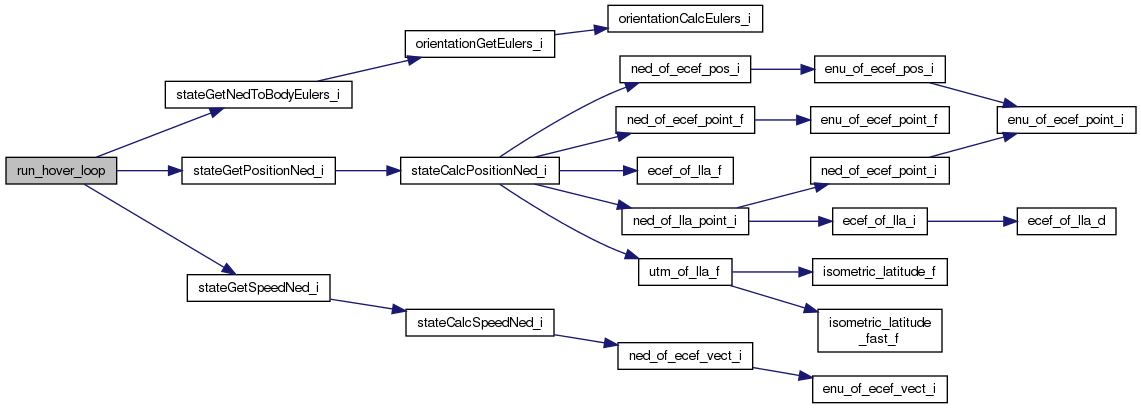 orientationCalcEulers_i
orientationGetEulers_i
ned_of_ecef_pos_i
enu_of_ecef_pos_i
stateGetNedToBodyEulers_i
ned_of_ecef_point_f
enu_of_ecef_point_f
enu_of_ecef_point_i
run_hover_loop
stateGetPositionNed_i
stateCalcPositionNed_i
ecef_of_lla_f
ned_of_ecef_point_i
ned_of_lla_point_i
ecef_of_lla_i
ecef_of_lla_d
utm_of_lla_f
isometric_latitude_f
stateGetSpeedNed_i
stateCalcSpeedNed_i
isometric_latitude
_fast_f
ned_of_ecef_vect_i
enu_of_ecef_vect_i